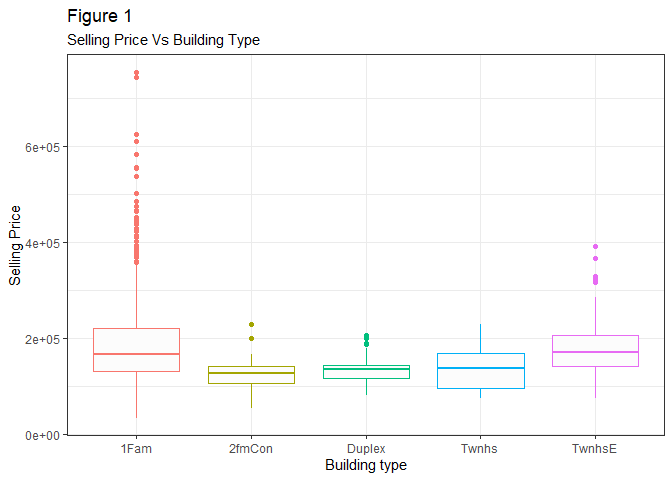 Figure 1
Selling Price Vs Building Type
Selling Price
6e+05
4e+05
2e+05
0e+00
1Fam 2fmCon Duplex Twnhs TwnhsE
Building type